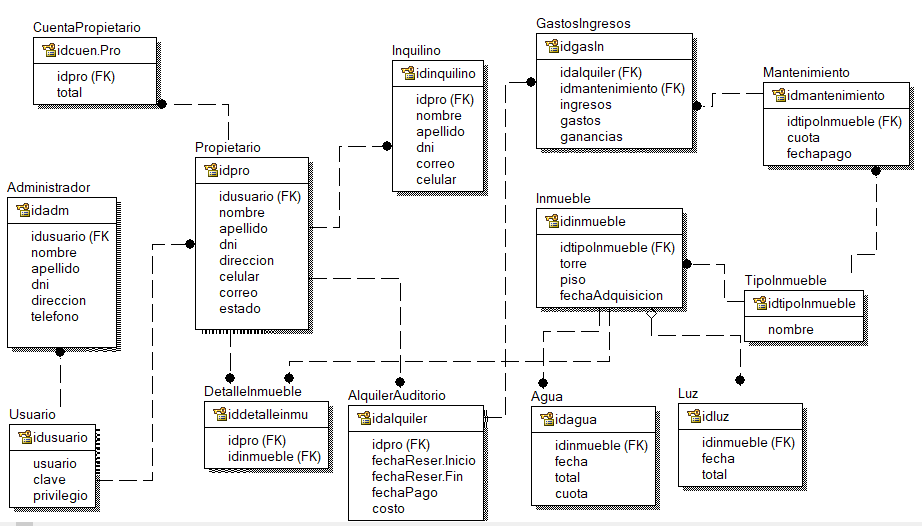 CuentaPropietario
idcuen.Pro
idpro (FK)
total
Inquilino
idinquilino
idpro (FK)
nombre
apellido
dni
correo
celular
GastosIngresos
idgasIn
idalquiler (FK)
idmantenimiento (FK)
ingresos
gastos
ganancias
Mantenimiento
idmantenimiento
idtipoInmueble (FK)
cuota
fechapago
Propietario
idpro
idusuario (FK)
nombre
apellido
dni
direccion
celular
correo
estado
Administrador
idadm
idusuario (FK
nombre
apellido
dni
direccion
telefono
Inmueble
idinmueble
idtipoInmueble (FK)
torre
piso
fechaAdquisicion
TipoInmueble
idtipoInmueble
nombre
Usuario
idusuario
usuario
clave
privilegio
DetalleInmueble
iddetalleinmu
idpro (FK)
idinmueble (FK)
AlquilerAuditorio
idalquiler
idpro (FK)
fechaReser.Inicio
fechaReser.Fin
fechaPago
costo
Agua
idagua
idinmueble (FK)
fecha
total
cuota
Luz
idluz
idinmueble (FK)
fecha
total